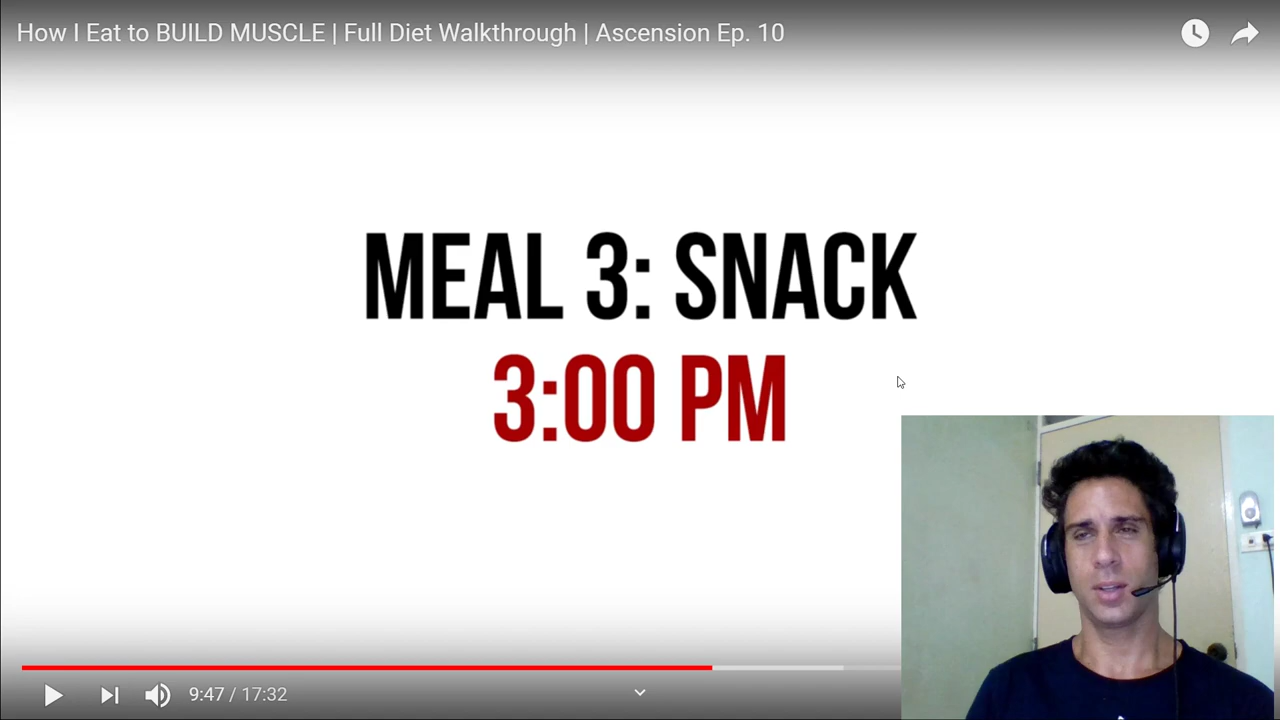 How I Eat to BUILD MUSCLE | Full Diet Walkthrough | Ascension Ep. 10
MEAL 3: SNACK
3:00 PM
9:47 / 17:32